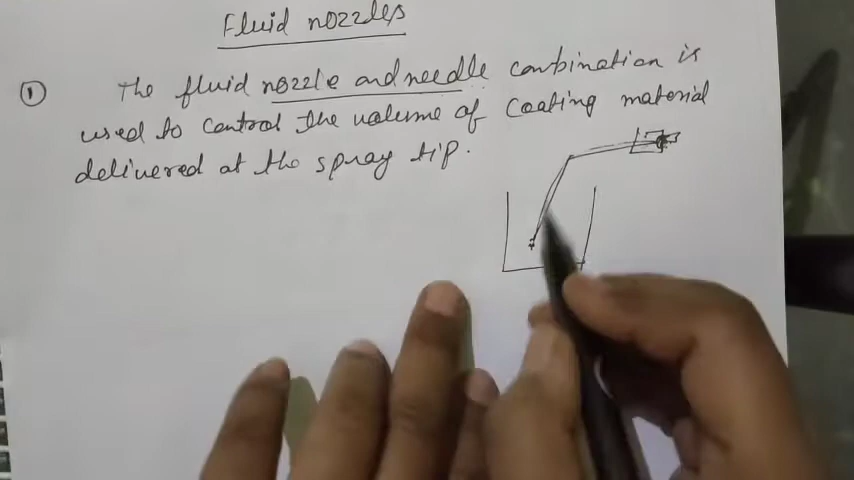 Fluid nozzles
① The fluid nozzle and needle combination is
used to control the volume of coating material
delivered at the spray tip.